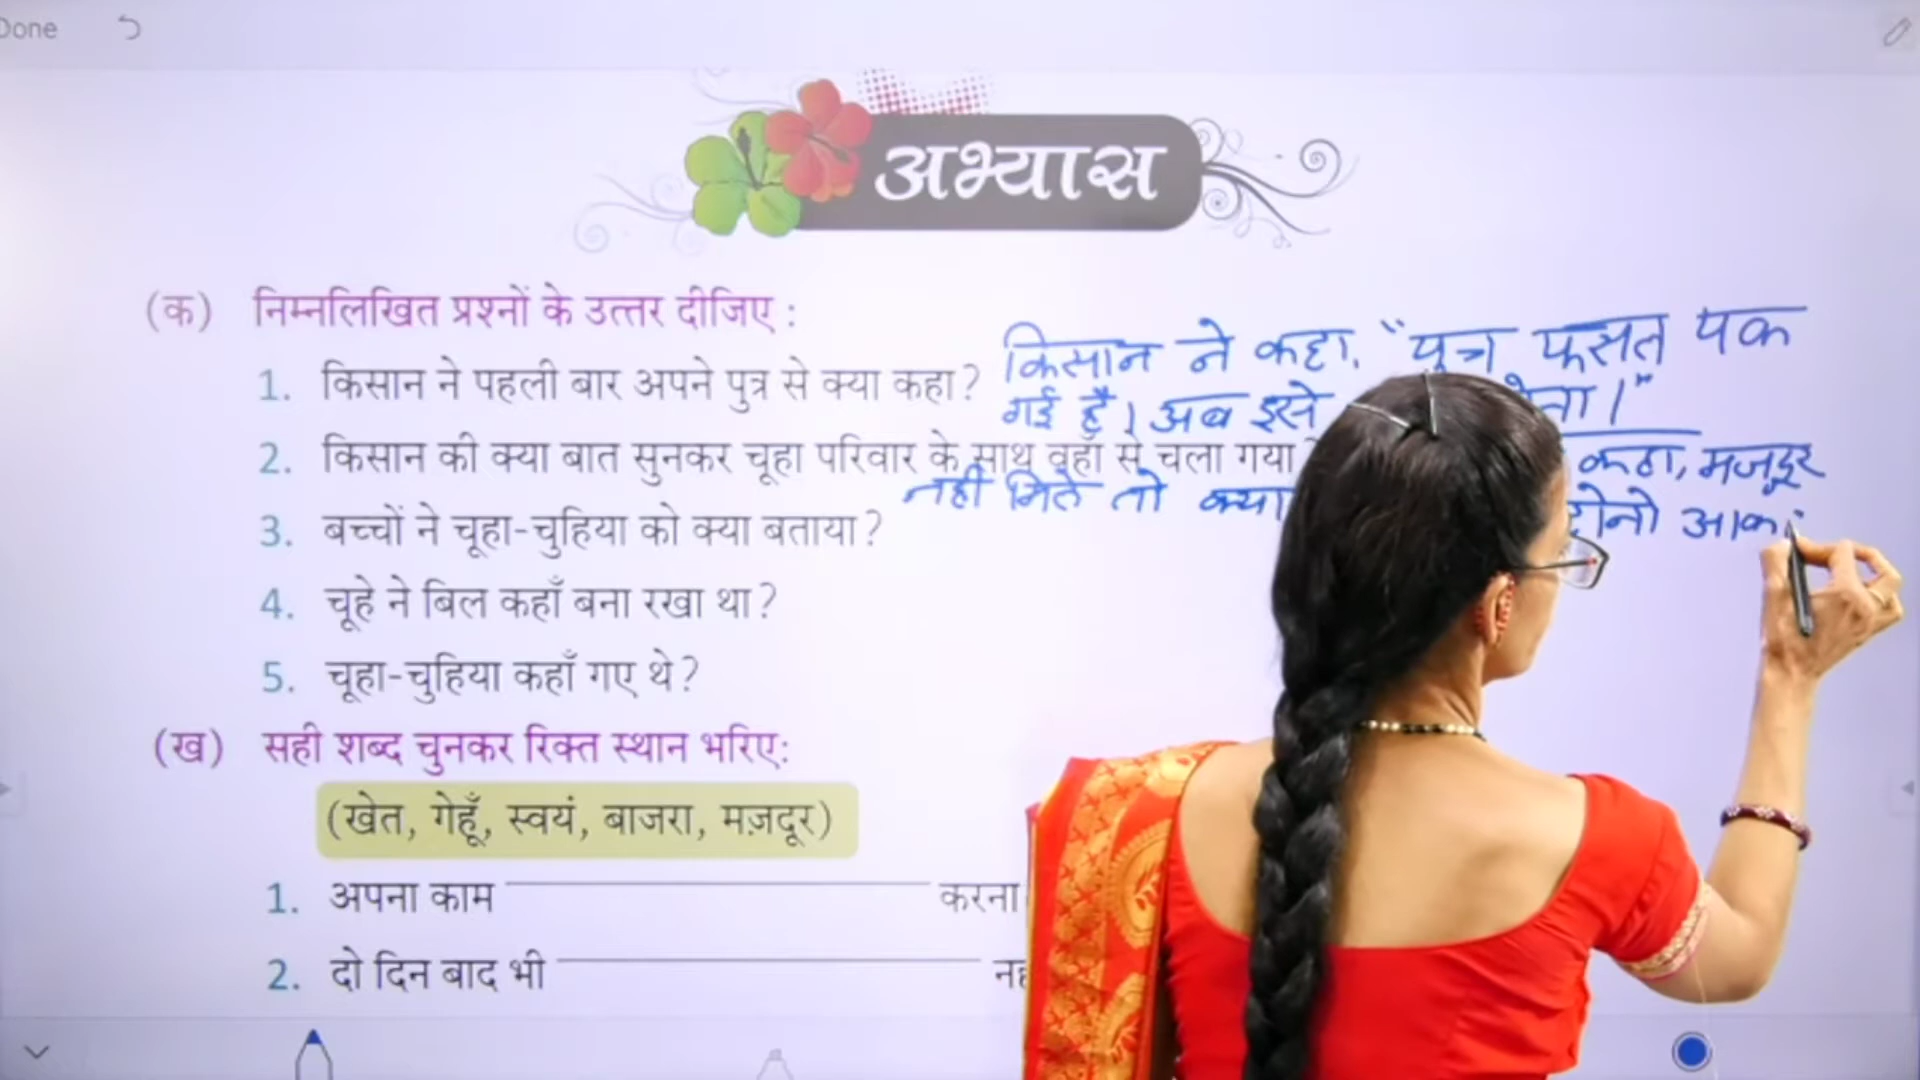 Done
अभ्यास
(क) निम्नलिखित प्रश्नों के उत्तर दीजिए :
1. किसान ने पहली बार अपने पुत्र से क्या कहा?
किसान ने कहा, "पुत्र फसल पक
गई है। अब इसे
2. किसान की क्या बात सुनकर चूहा परिवार के साथ वहाँ से चला गया
कहा, मजदूर
नहीं मिले तो क्या
दोनो
3. बच्चों ने चूहा-चुहिया को क्या बताया?
4. चूहे ने बिल कहाँ बना रखा था?
5. चूहा-चुहिया कहाँ गए थे?
(ख) सही शब्द चुनकर रिक्त स्थान भरिए:
(खेत, गेहूँ, स्वयं, बाजरा, मज़दूर)
1. अपना काम करना
2. दो दिन बाद भी